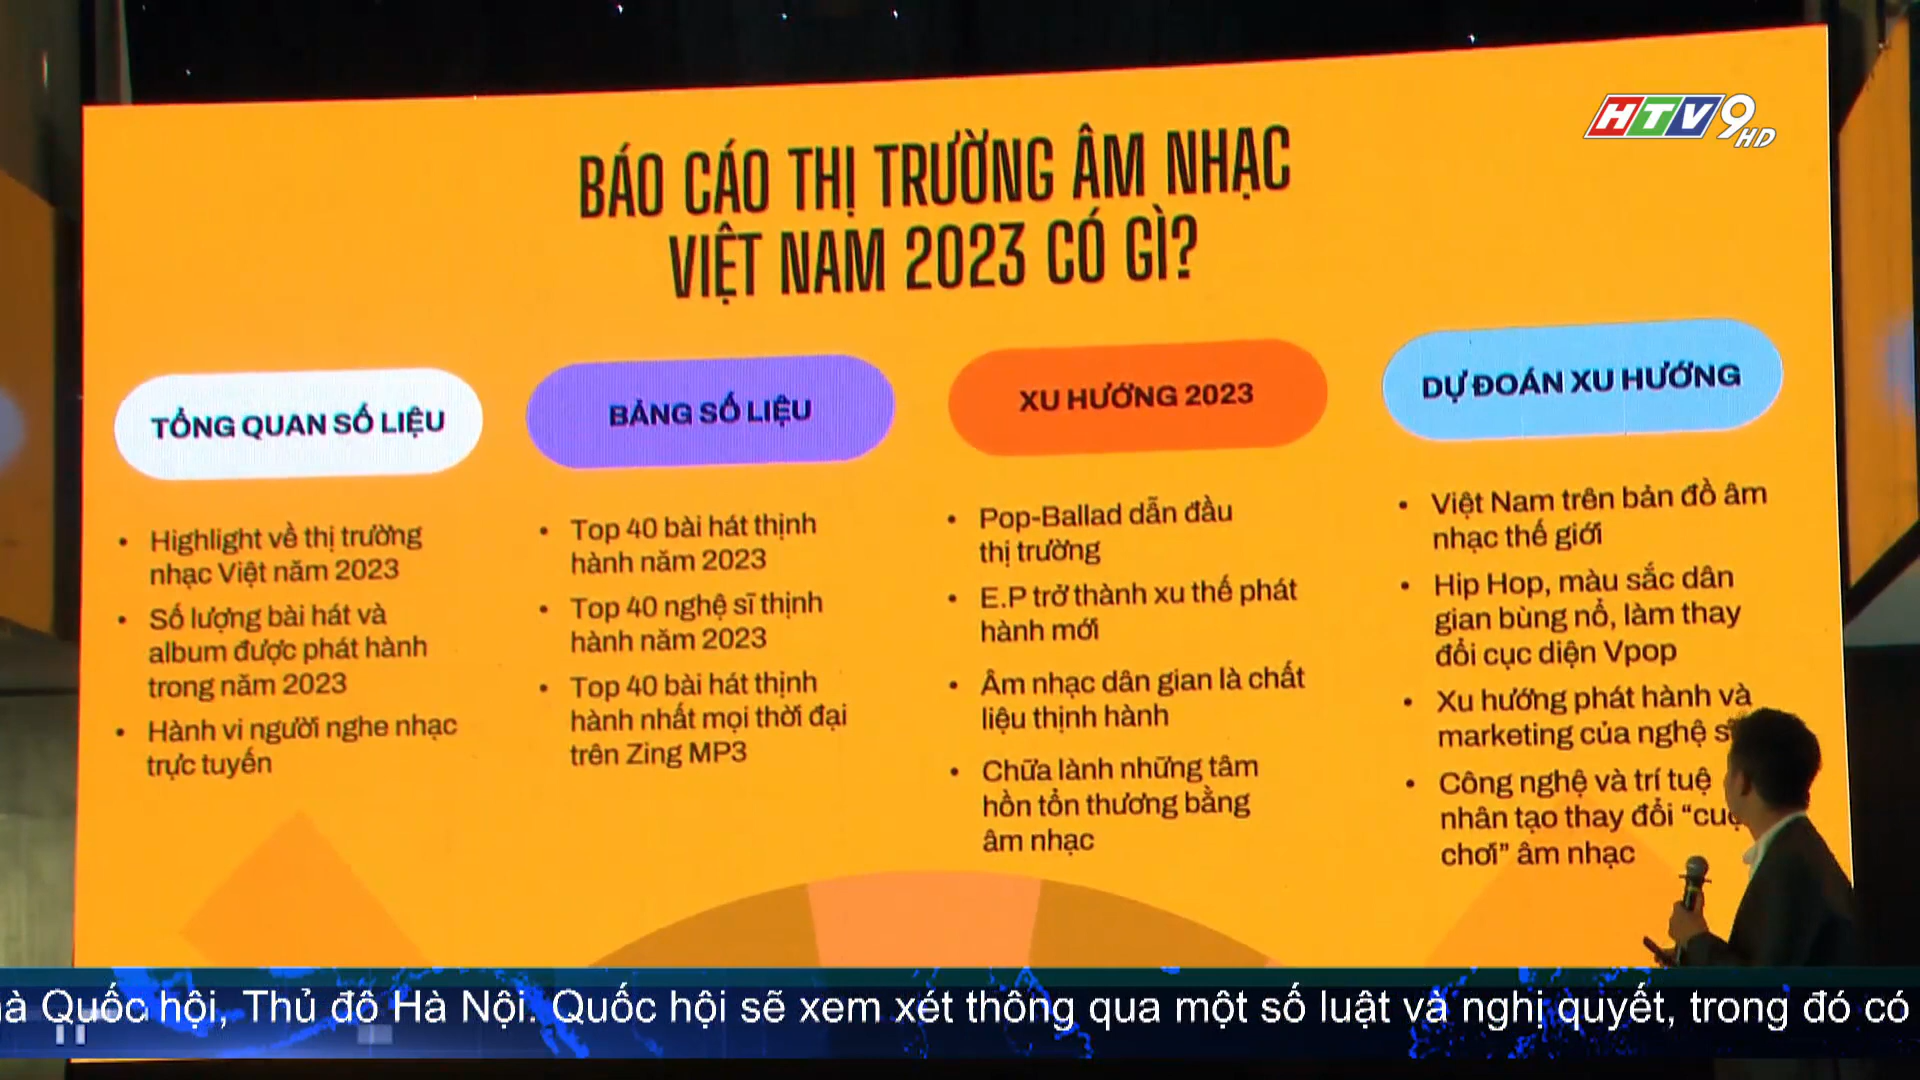 HTV9 HD
BÁO CÁO THỊ TRƯỜNG ÂM NHẠC
VIỆT NAM 2023 CÓ GÌ?
TỔNG QUAN SỐ LIỆU
• Highlight về thị trường
nhạc Việt năm 2023
• Số lượng bài hát và
album được phát hành
trong năm 2023
• Hành vi người nghe nhạc
trực tuyến
BẢNG SỐ LIỆU
• Top 40 bài hát thịnh
hành năm 2023
• Top 40 nghệ sĩ thịnh
hành năm 2023
• Top 40 bài hát thịnh
hành nhất mọi thời đại
trên Zing MP3
XU HƯỚNG 2023
• Pop-Ballad dẫn đầu
thị trường
• E.P trở thành xu thế phát
hành mới
• Âm nhạc dân gian là chất
liệu thịnh hành
• Chữa lành những tâm
hồn tổn thương bằng
âm nhạc
DỰ ĐOÁN XU HƯỚNG
• Việt Nam trên bản đồ âm
nhạc thế giới
• Hip Hop, màu sắc dân
gian bùng nổ, làm thay
đổi cục diện Vpop
• Xu hướng phát hành và
marketing của nghệ sĩ
• Công nghệ và trí tuệ
nhân tạo thay đổi
chơi” âm nhạc
Quốc hội, Thủ đô Hà Nội. Quốc hội sẽ xem xét thông qua một số luật và nghị quyết, trong đó có